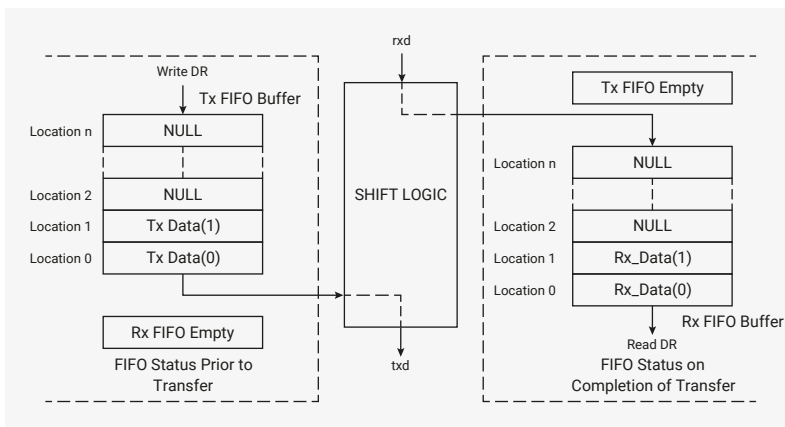 rxd
Write DR
Tx FIFO Buffer
Location n
NULL
Location 2
NULL
Location 1
Tx Data(1)
Location 0
Tx Data(0)
Rx FIFO Empty
FIFO Status Prior to
Transfer
SHIFT LOGIC
txd
Tx FIFO Empty
Location n
NULL
Location 2
NULL
Location 1
Rx_Data(1)
Location 0
Rx_Data(0)
Rx FIFO Buffer
Read DR
FIFO Status on
Completion of Transfer